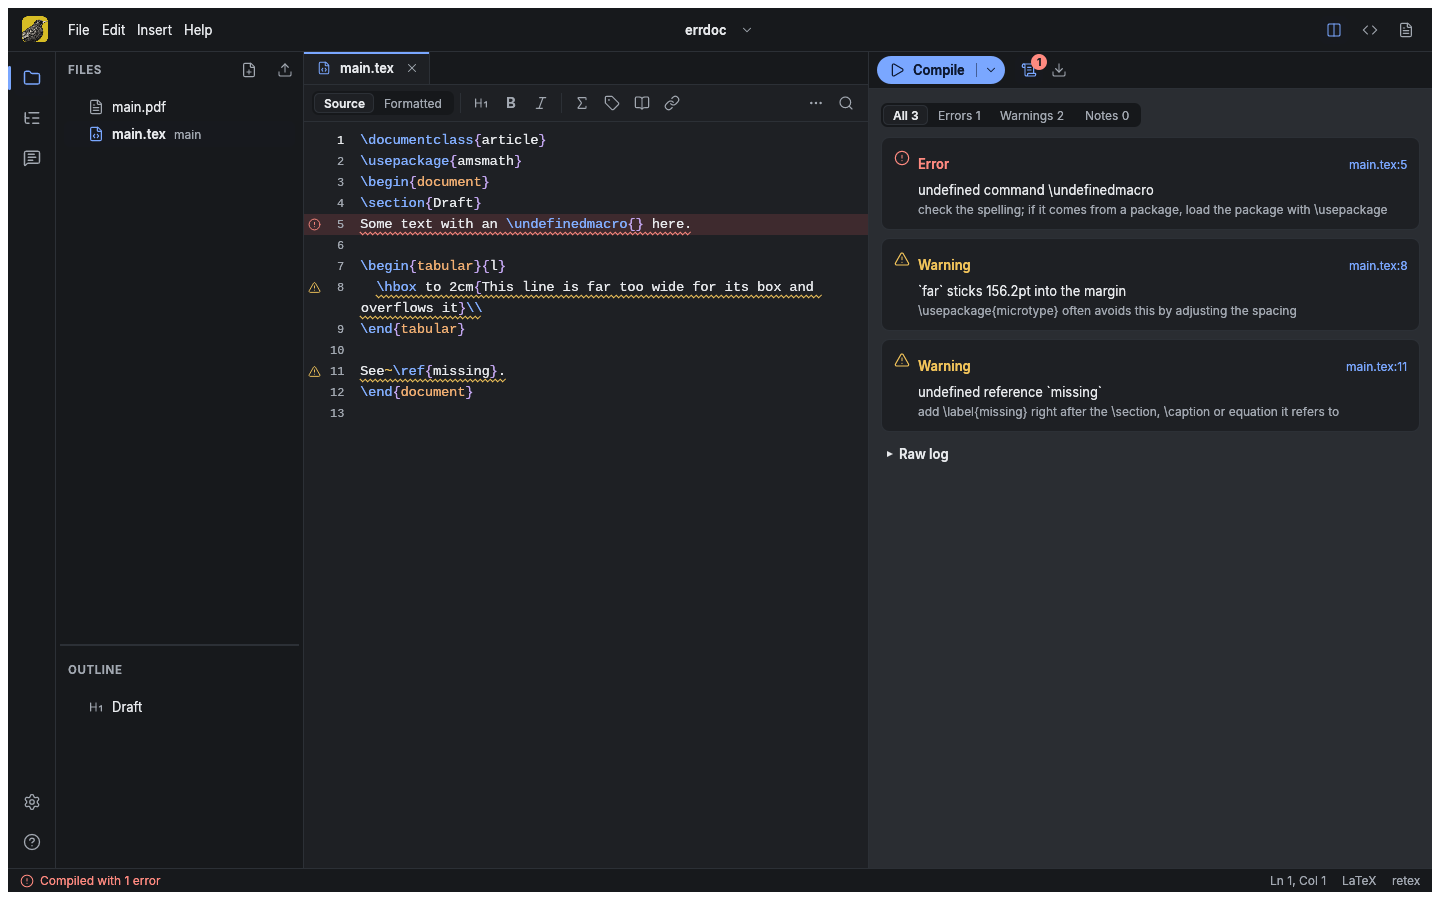 File Edit Insert Help
errdoc
FILES
main.pdf
main.tex main
OUTLINE
H1 Draft
main.tex
Source Formatted H1 B I
1 \documentclass{article}
2 \usepackage{amsmath}
3 \begin{document}
4 \section{Draft}
5 Some text with an \undefinedmacro{} here.
6
7 \begin{tabular}{l}
8 \hbox to 2cm{This line is far too wide for its box and
overflows it}\\
9 \end{tabular}
10
11 See~\ref{missing}.
12 \end{document}
13
Compile 1
All 3 Errors 1 Warnings 2 Notes 0
Error main.tex:5
undefined command \undefinedmacro
check the spelling; if it comes from a package, load the package with \usepackage
Warning main.tex:8
`far` sticks 156.2pt into the margin
\usepackage{microtype} often avoids this by adjusting the spacing
Warning main.tex:11
undefined reference `missing`
add \label{missing} right after the \section, \caption or equation it refers to
Raw log
Compiled with 1 error
Ln 1, Col 1 LaTeX retex